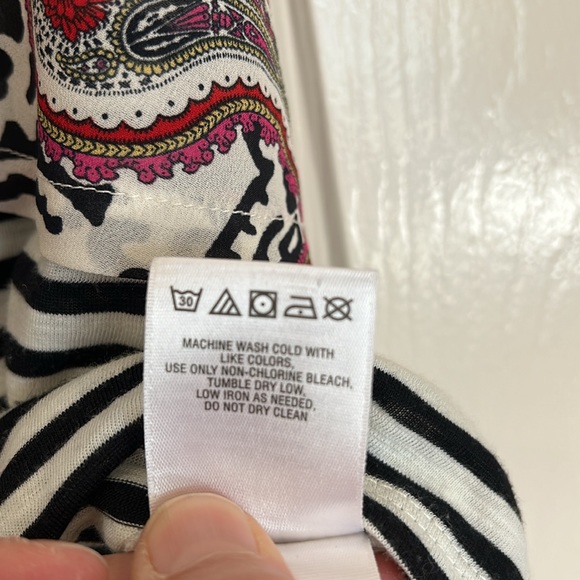 30
MACHINE WASH COLD WITH
LIKE COLORS,
USE ONLY NON-CHLORINE BLEACH,
TUMBLE DRY LOW,
LOW IRON AS NEEDED,
DO NOT DRY CLEAN